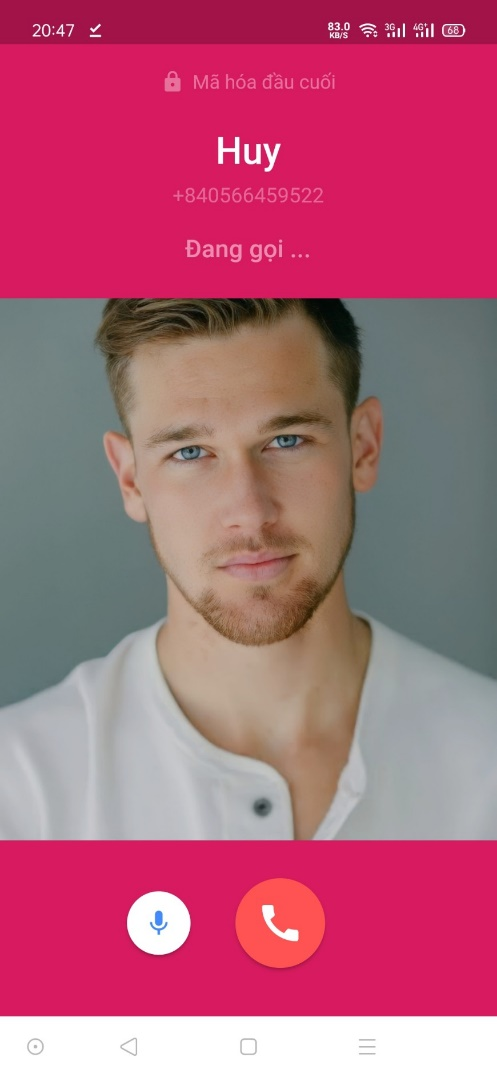 20:47
83.0
KB/S
3G
4G+
68
Mã hóa đầu cuối
Huy
+840566459522
Đang gọi ...